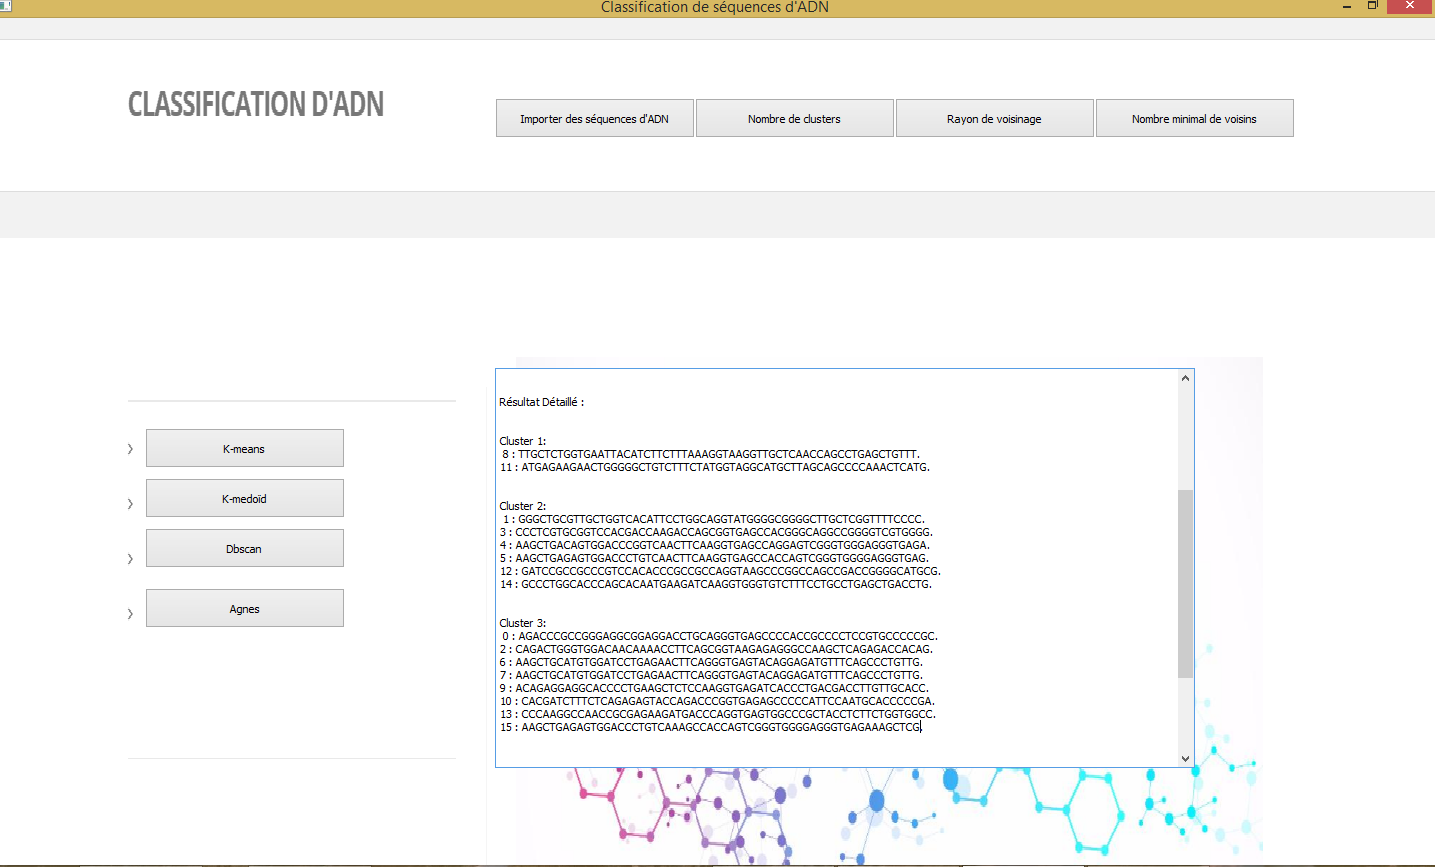 Classification de séquences d'ADN
CLASSIFICATION D'ADN
Importer des séquences d'ADN
Nombre de clusters
Rayon de voisinage
Nombre minimal de voisins
K-means
K-medoïd
Dbscan
Agnes
Résultat Détaillé :
Cluster 1:
8 : TTGCTCTGGTGAATTACATCTTCTTTAAAGGTAAGGTTGCTCAACCAGCCTGAGCTGTTT.
11 : ATGAGAAGAACTGGGGGCTGTCTTTCTATGGTAGGCATGCTTAGCAGCCCCAAACTCATG.
Cluster 2:
1 : GGGCTGCGTTGCTGGTCACATTCCTGGCAGGTATGGGGCGGGGCTTGCTCGGTTTTCCCC.
3 : CCCTCGTGCGGTCCACGACCAAGACCAGCGGTGAGCCACGGGCAGGCCGGGGTCGTGGGG.
4 : AAGCTGACAGTGGACCCGGTCAACTTCAAGGTGAGCCAGGAGTCGGGTGGGAGGGTGAGA.
5 : AAGCTGAGAGTGGACCCTGTCAACTTCAAGGTGAGCCACCAGTCGGGTGGGGAGGGTGAG.
12 : GATCCGCCGCCCGTCCACACCCGCCGCCAGGTAAGCCCGGCCAGCCGACCGGGGCATGCG.
14 : GCCCTGGCACCCAGCACAATGAAGATCAAGGTGGGTGTCTTTCCTGCCTGAGCTGACCTG.
Cluster 3:
0 : AGACCCGCCGGGAGGCGGAGGACCTGCAGGGTGAGCCCCACCGCCCCTCCGTGCCCCCGC.
2 : CAGACTGGGTGGACAACAAAACCTTCAGCGGTAAGAGAGGGCCAAGCTCAGAGACCACAG.
6 : AAGCTGCATGTGGATCCTGAGAACTTCAGGGTGAGTACAGGAGATGTTTCAGCCCTGTTG.
7 : AAGCTGCATGTGGATCCTGAGAACTTCAGGGTGAGTACAGGAGATGTTTCAGCCCTGTTG.
9 : ACAGAGGAGGCACCCCTGAAGCTCTCCAAGGTGAGATCACCCTGACGACCTTGTTGCACC.
10 : CACGATCTTTCTCAGAGAGTACCAGACCCGGTGAGAGCCCCCATTCCAATGCACCCCCGA.
13 : CCCAAGGCCAACCGCGAGAAGATGACCCAGGTGAGTGGCCCGCTACCTCTTCTGGTGGCC.
15 : AAGCTGAGAGTGGACCCTGTCAAAGCCACCAGTCGGGTGGGGAGGGTGAGAAAGCTCG.